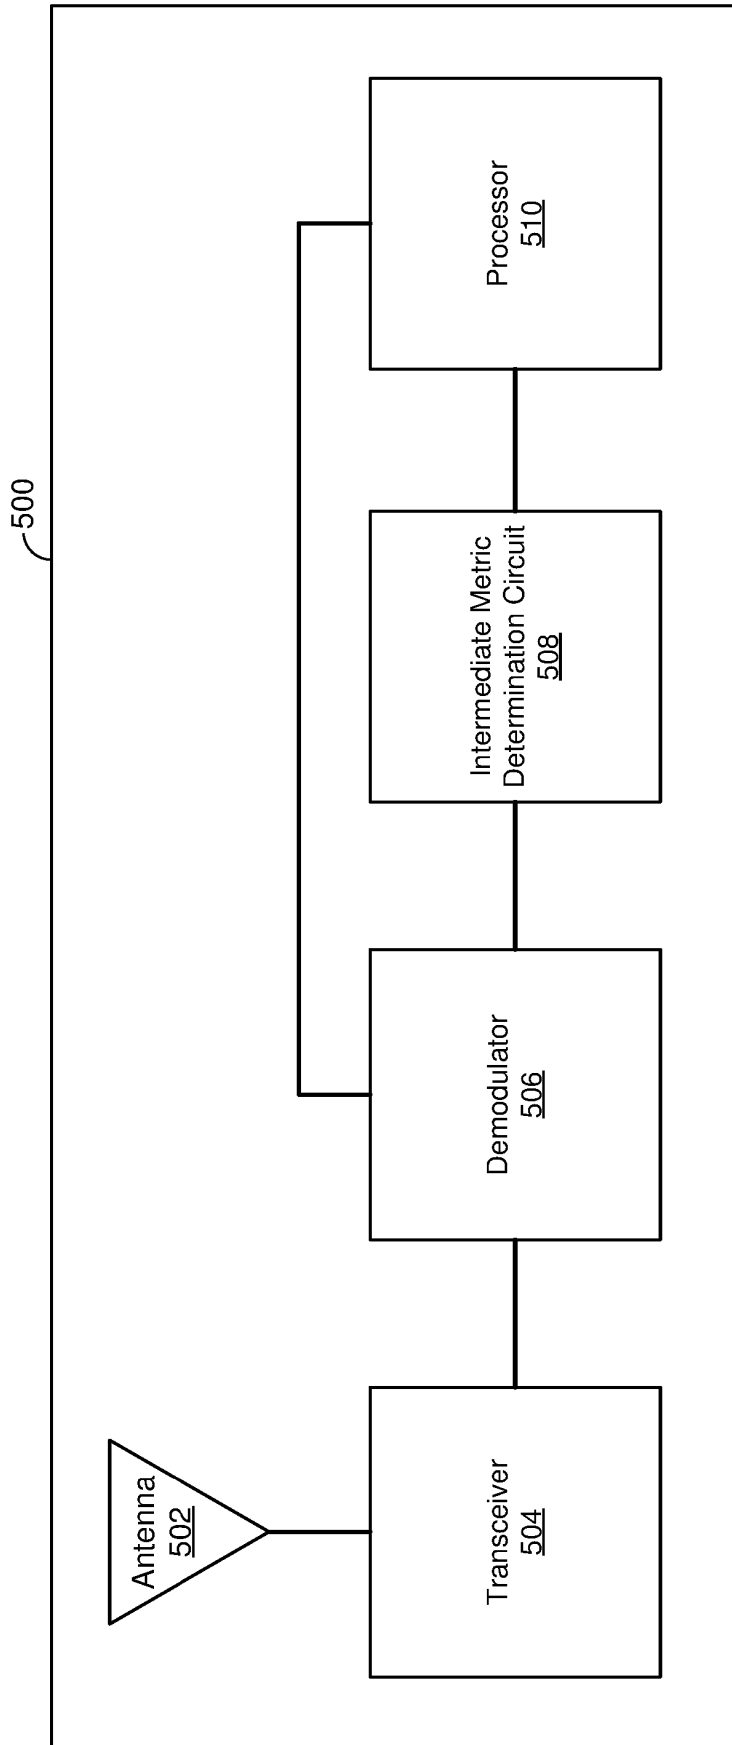 500
Antenna
502
Transceiver
504
Demodulator
506
Intermediate Metric
Determination Circuit
508
Processor
510